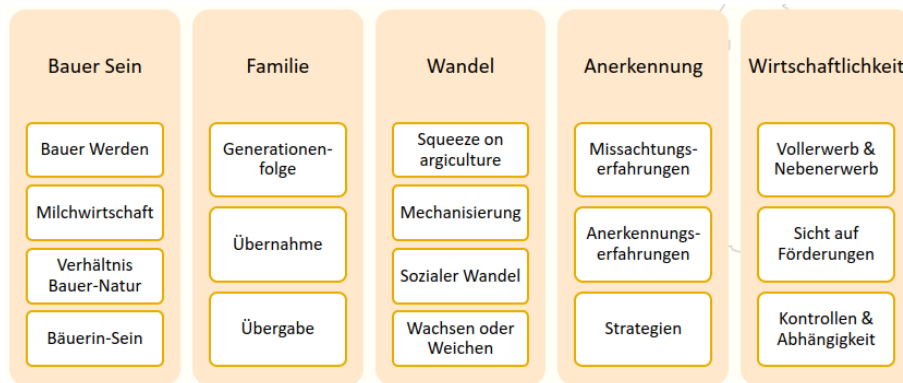 Bauer Sein
Bauer Werden
Milchwirtschaft
Verhältnis
Bauer-Natur
Bäuerin-Sein
Familie
Generationen-
folge
Übernahme
Übergabe
Wandel
Squeeze on
argiculture
Mechanisierung
Sozialer Wandel
Wachsen oder
Weichen
Anerkennung
Missachtungs-
erfahrungen
Anerkennungs-
erfahrungen
Strategien
Wirtschaftlichkeit
Vollerwerb &
Nebenerwerb
Sicht auf
Förderungen
Kontrollen &
Abhängigkeit